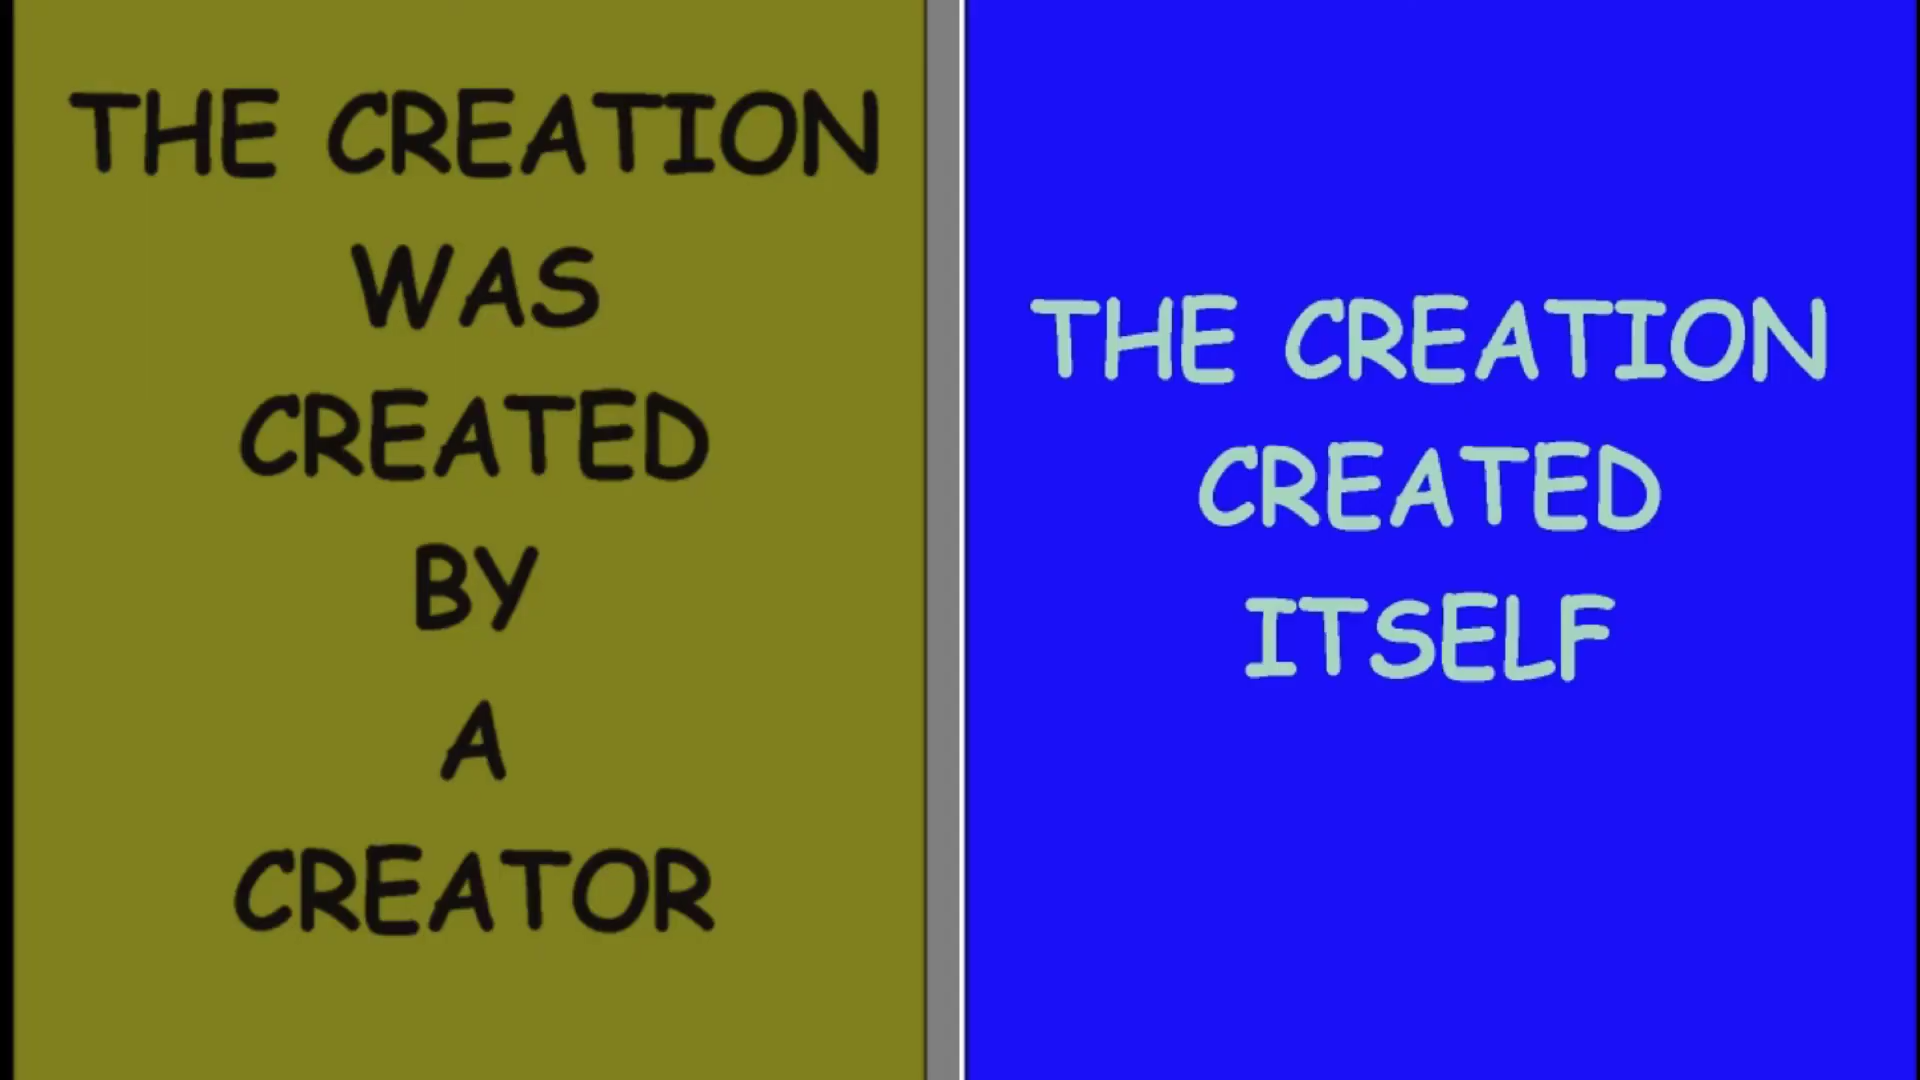 THE CREATION
WAS
CREATED
BY
A
CREATOR
THE CREATION
CREATED
ITSELF